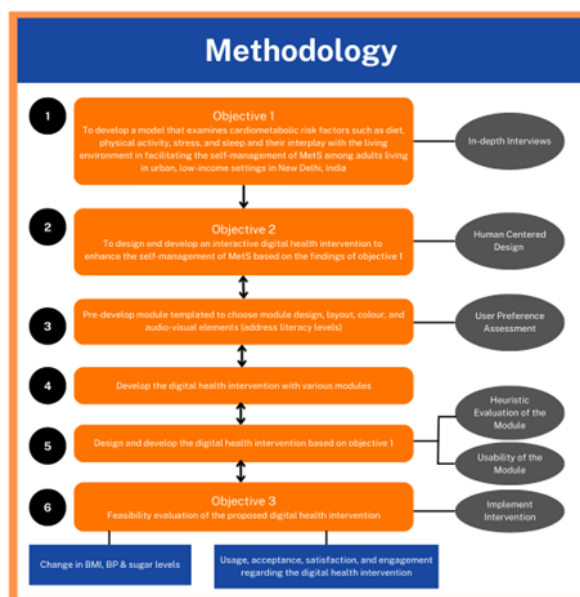 Methodology
1
Objective 1
To develop a model that examines cardiometabolic risk factors such as diet,
physical activity, stress, and sleep and their interplay with the living
environment in facilitating the self-management of MetS among adults living in
urban, low-income settings in New Delhi, India
In-depth Interviews
2
Objective 2
To design and develop an interactive digital health intervention to
enhance the self-management of MetS based on the findings of objective 1
Human Centered
Design
3
Pre-develop module templated to choose module design, layout, colour, and
audio-visual elements (address literacy levels)
User Preference
Assessment
4
Develop the digital health intervention with various modules
5
Design and develop the digital health intervention based on objective 1
Heuristic
Evaluation of the
Module
Usability of the
Module
6
Objective 3
Feasibility evaluation of the proposed digital health intervention
Implement
Intervention
Change in BMI, BP & sugar levels
Usage, acceptance, satisfaction, and engagement
regarding the digital health intervention